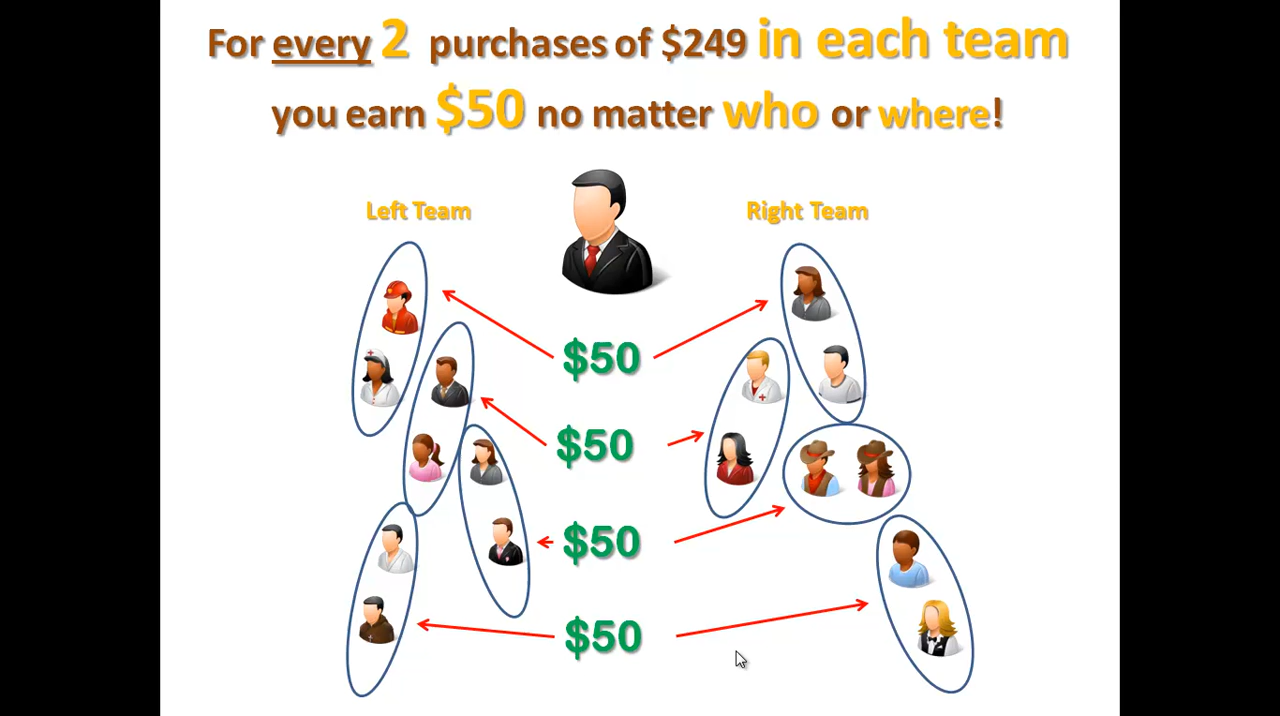 For every 2 purchases of $249 in each team
you earn $50 no matter who or where!
Left Team
Right Team
$50
$50
$50
$50